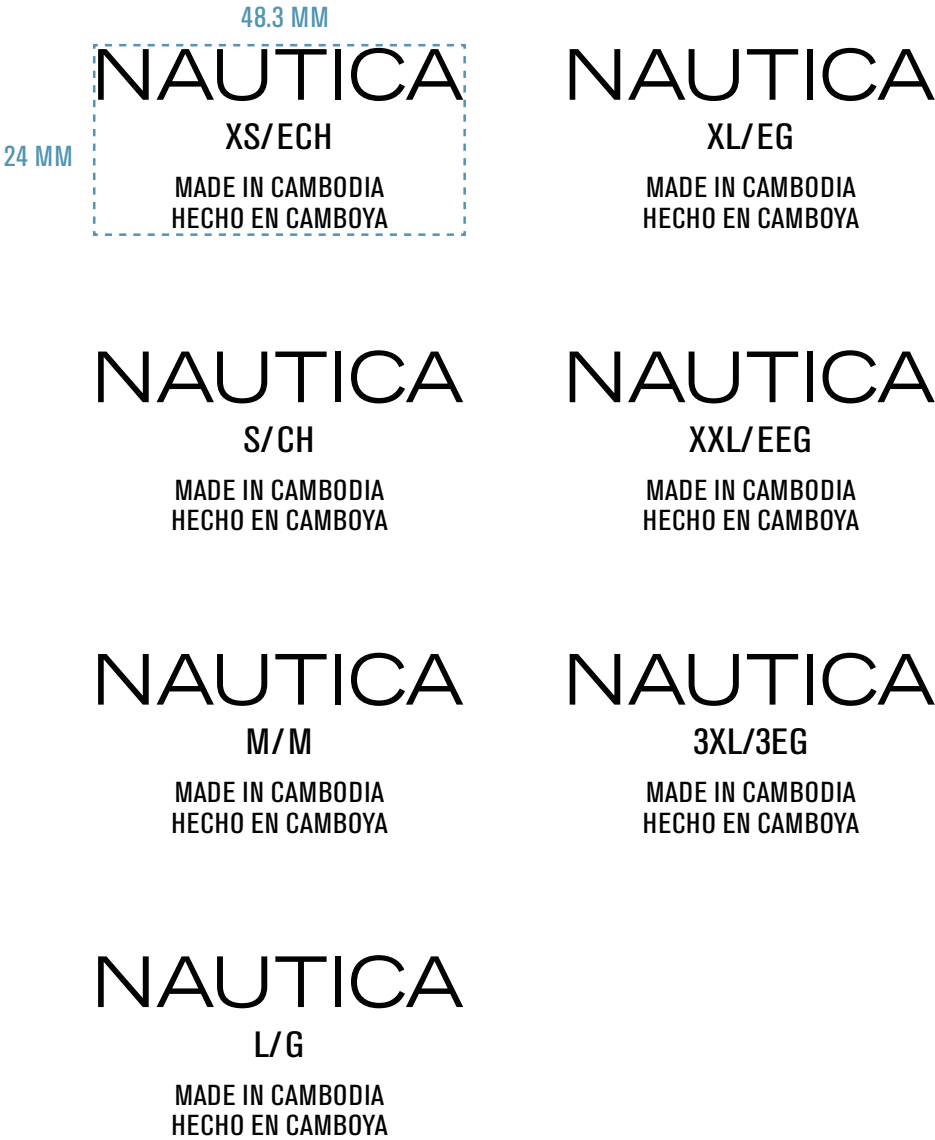 48.3 MM
24 MM
NAUTICA
XS/ECH
MADE IN CAMBODIA
HECHO EN CAMBOYA
NAUTICA
S/CH
MADE IN CAMBODIA
HECHO EN CAMBOYA
NAUTICA
M/M
MADE IN CAMBODIA
HECHO EN CAMBOYA
NAUTICA
L/G
MADE IN CAMBODIA
HECHO EN CAMBOYA
NAUTICA
XL/EG
MADE IN CAMBODIA
HECHO EN CAMBOYA
NAUTICA
XXL/EEG
MADE IN CAMBODIA
HECHO EN CAMBOYA
NAUTICA
3XL/3EG
MADE IN CAMBODIA
HECHO EN CAMBOYA